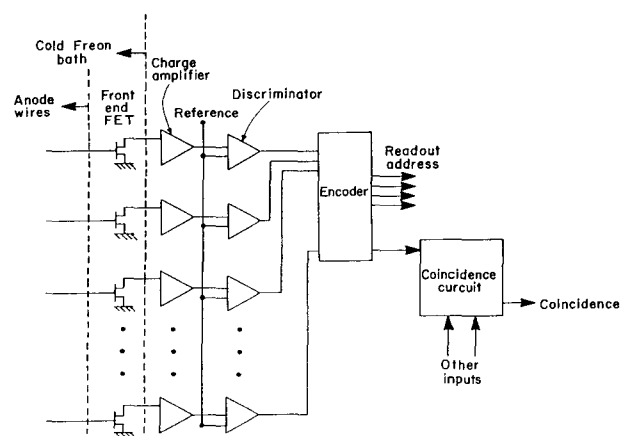 Cold Freon
bath
Charge
amplifier
Anode
wires
Front
end
FET
Reference
Discriminator
Encoder
Readout
address
Coincidence
curcuit
Coincidence
Other
inputs